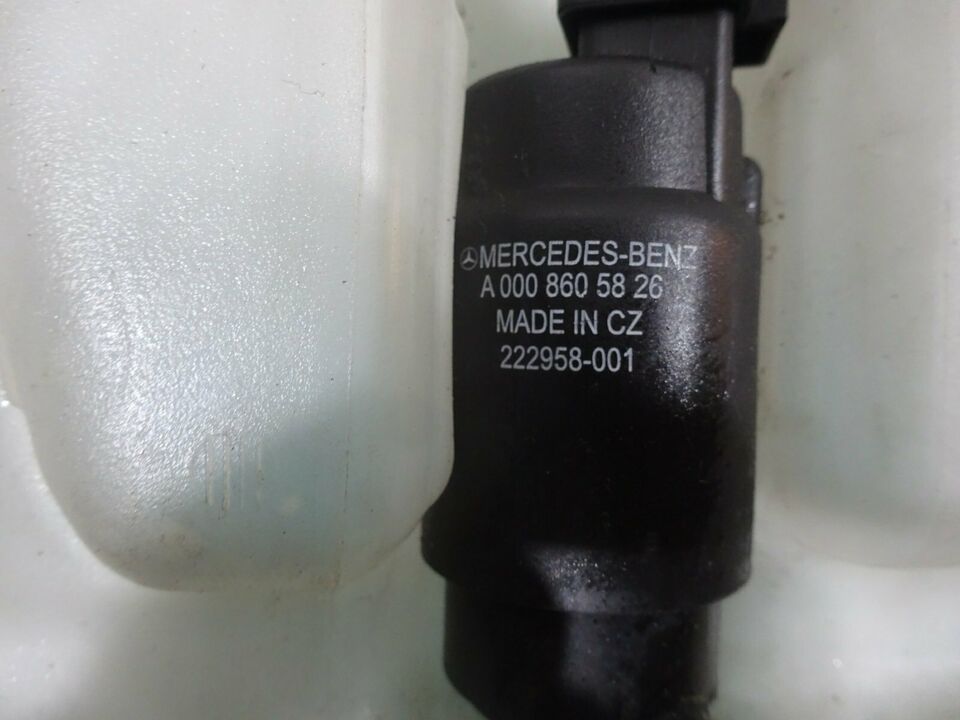 MERCEDES-BENZ
A 000 860 58 26
MADE IN CZ
222958-001